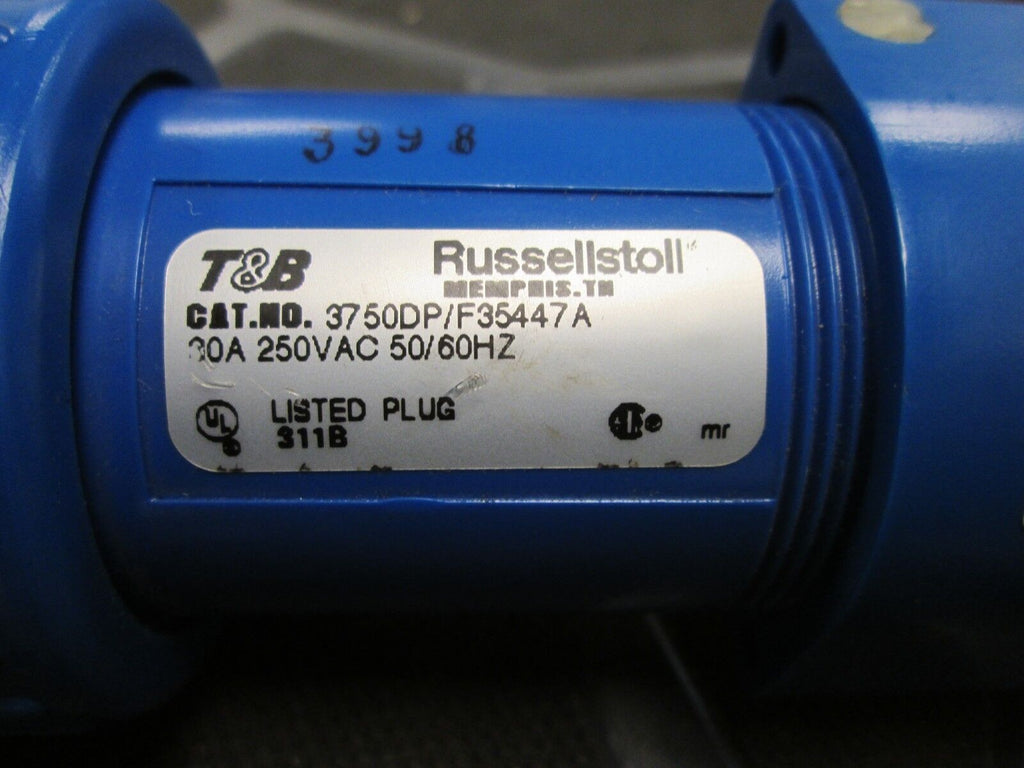 3998
T&B Russellstoll
MEMPHIS.TN
CAT.NO. 3750DP/F35447A
30A 250VAC 50/60HZ
UL LISTED PLUG
311B
mr